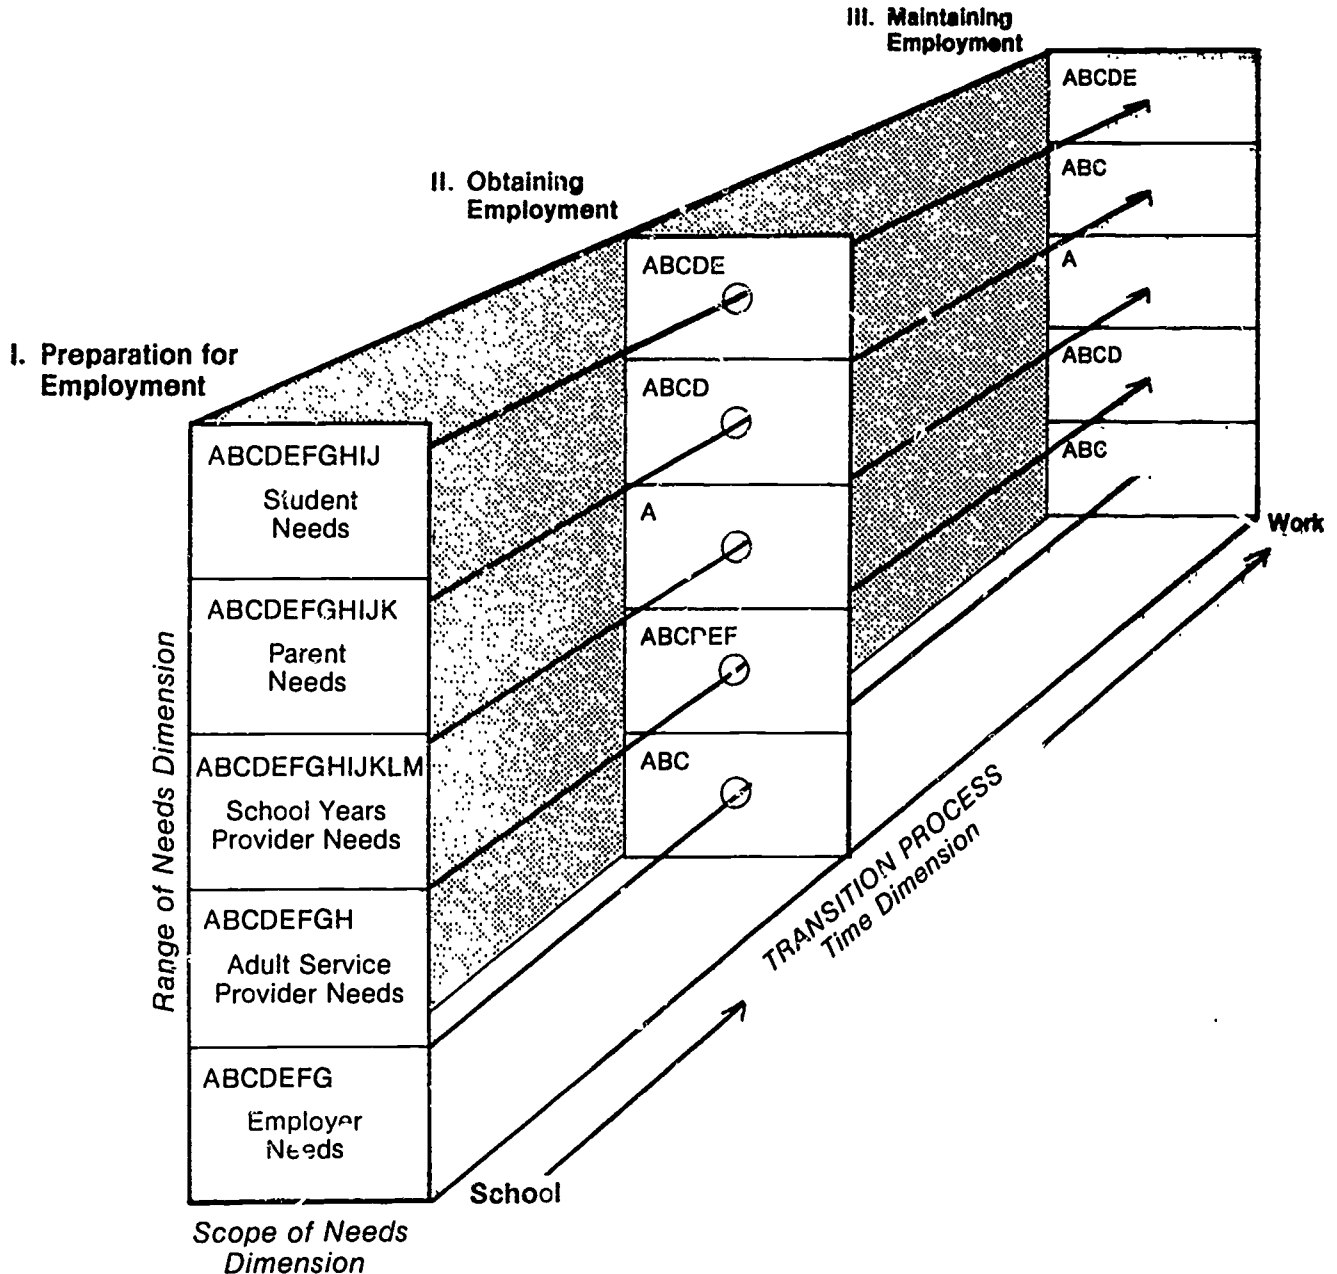 III. Maintaining
Employment
ABCDE
ABC
A
ABCD
ABC
Work
II. Obtaining
Employment
ABCDE
ABCD
A
ABCDEF
ABC
I. Preparation for
Employment
ABCDEFGHIJ
Student
Needs
ABCDEFGHIJK
Parent
Needs
ABCDEFGHIJKLM
School Years
Provider Needs
ABCDEFGH
Adult Service
Provider Needs
ABCDEFG
Employer
Needs
Range of Needs Dimension
Scope of Needs
Dimension
School
TRANSITION PROCESS
Time Dimension